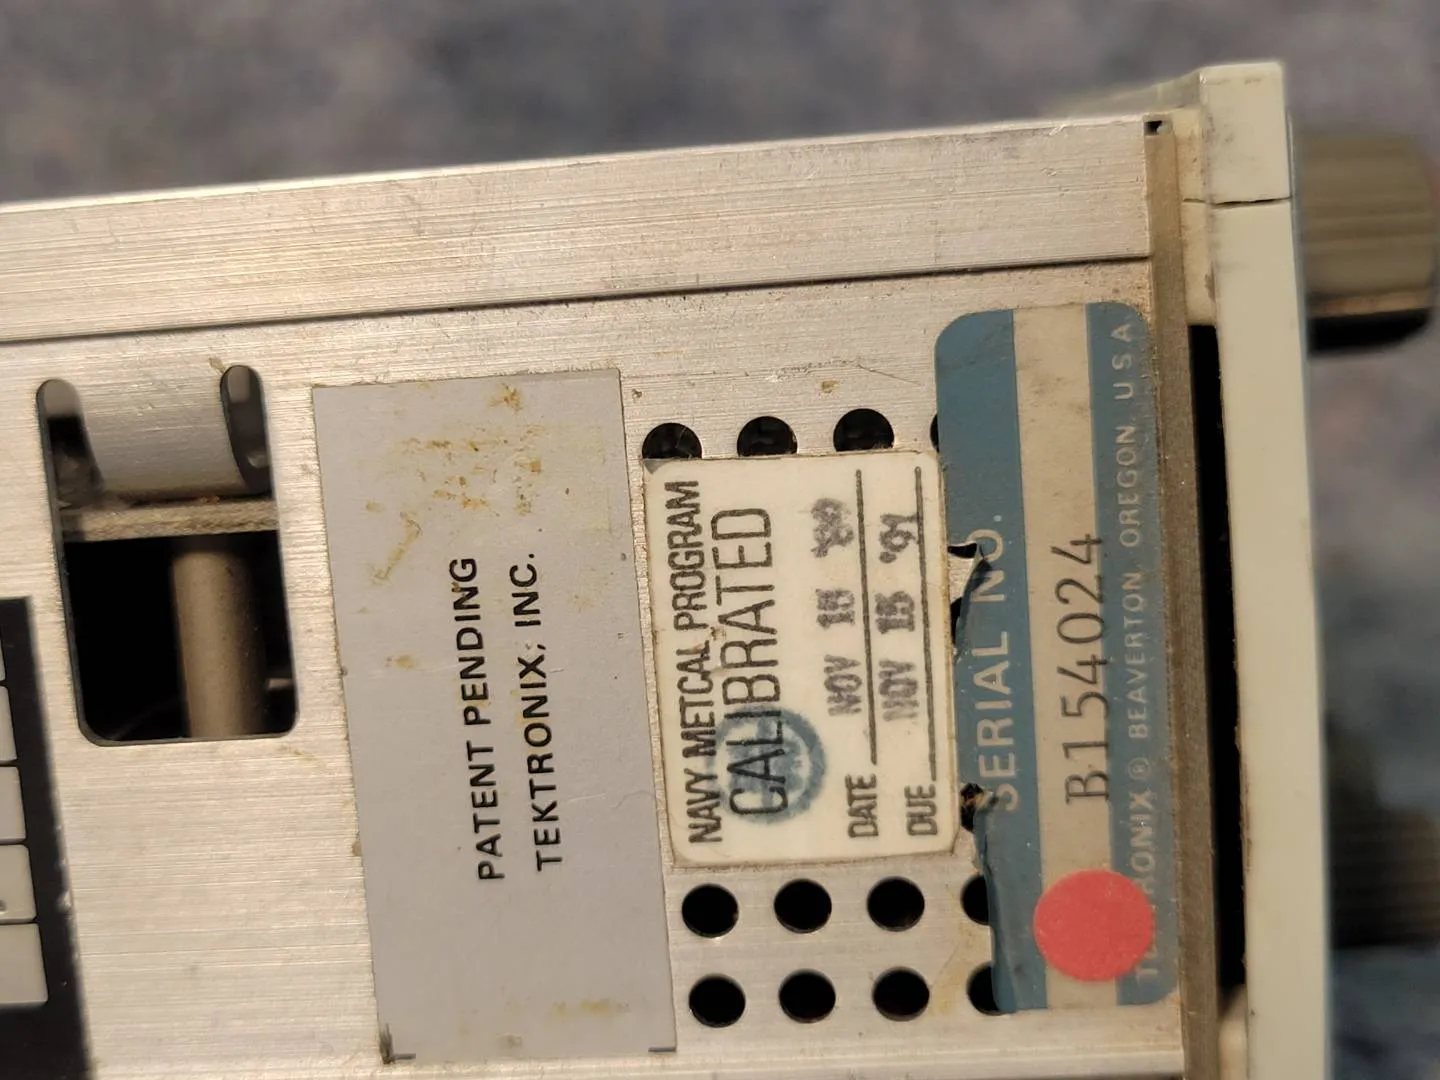 PATENT PENDING
TEKTRONIX, INC.
NAVY METCAL PROGRAM
CALIBRATED
DATE NOV 15 '89
DUE NOV 15 '91
SERIAL NO.
B154024
BEAVERTON, OREGON, U.S.A.